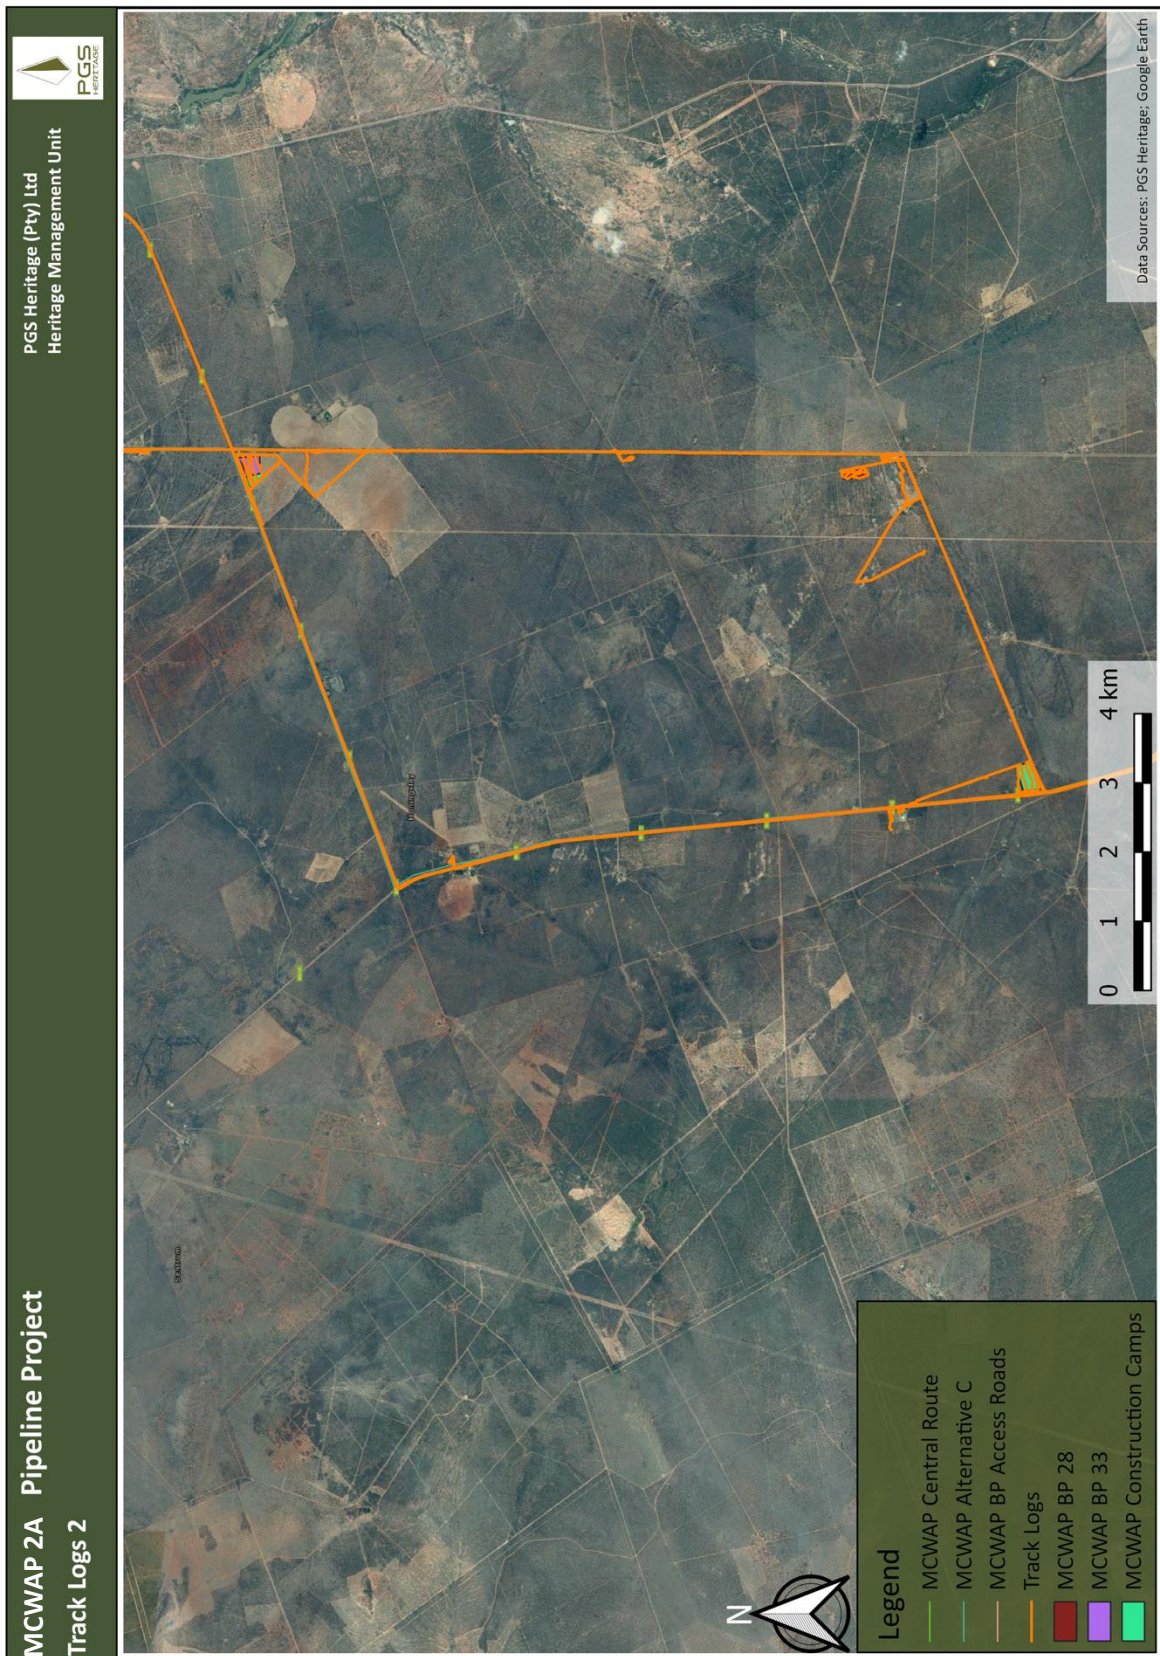 MCWAP 2A Pipeline Project
Track Logs 2
PGS Heritage (Pty) Ltd
Heritage Management Unit
PGS
HERITAGE
Sentrum
N
Legend
MCWAP Central Route
MCWAP Alternative C
MCWAP BP Access Roads
Track Logs
MCWAP BP 28
MCWAP BP 33
MCWAP Construction Camps
0 1 2 3 4 km
Data Sources: PGS Heritage; Google Earth